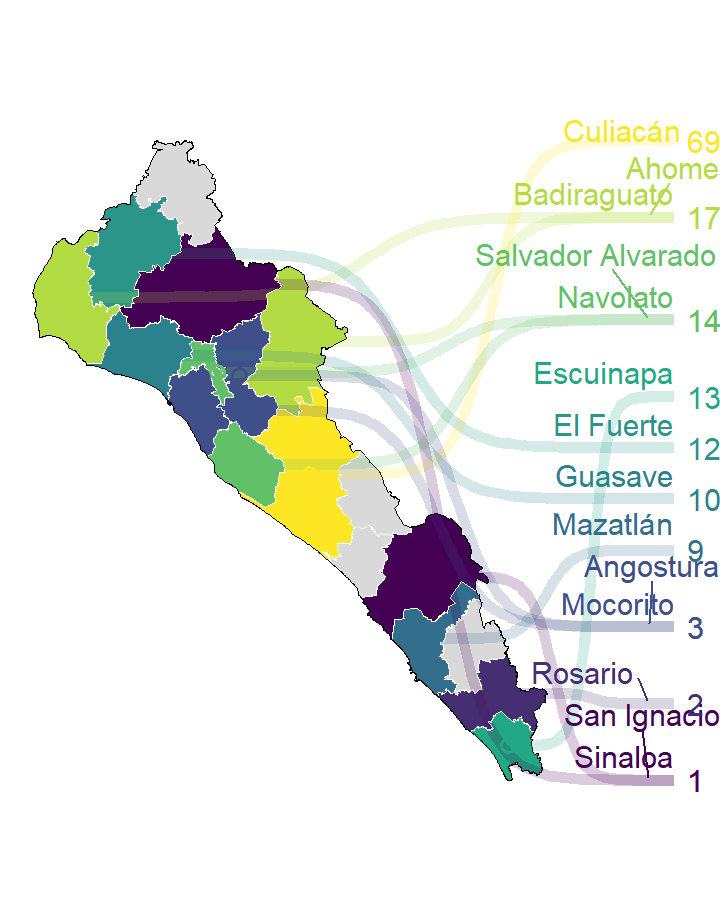 Culiacán 69
Ahome
Badiraguato 17
Salvador Alvarado
Navolato 14
Escuinapa 13
El Fuerte 12
Guasave 10
Mazatlán 9
Angostura
Mocorito 3
Rosario 2
San Ignacio
Sinaloa 1